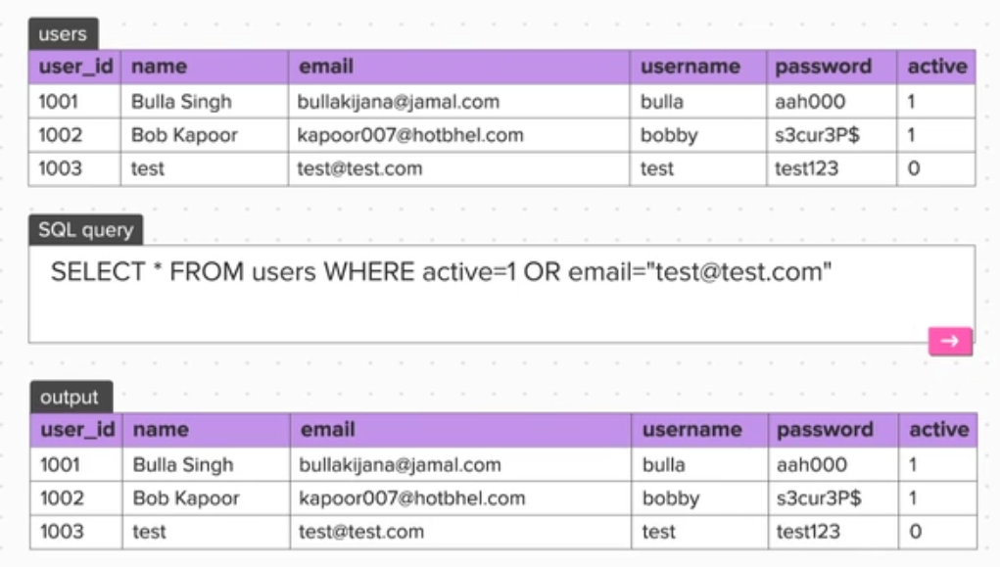 users
user_id name email username password active
1001 Bulla Singh bullakijana@jamal.com bulla aah000 1
1002 Bob Kapoor kapoor007@hotbhel.com bobby s3cur3P$ 1
1003 test test@test.com test test123 0
SQL query
SELECT * FROM users WHERE active=1 OR email="test@test.com"
→
output
user_id name email username password active
1001 Bulla Singh bullakijana@jamal.com bulla aah000 1
1002 Bob Kapoor kapoor007@hotbhel.com bobby s3cur3P$ 1
1003 test test@test.com test test123 0